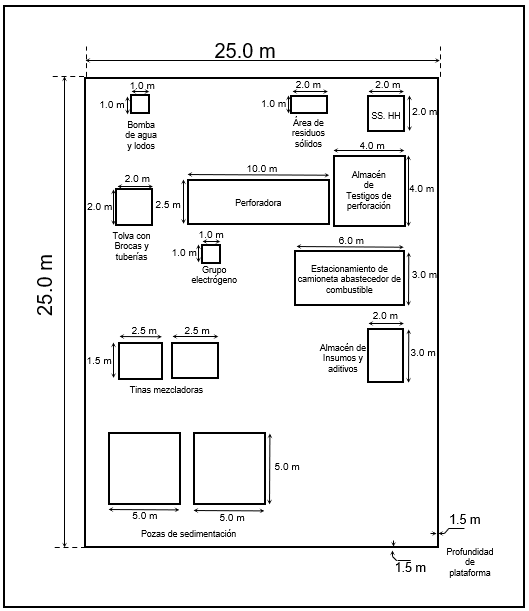 25.0 m
1.0 m
1.0 m
Bomba
de agua
y lodos
2.0 m
1.0 m
Área de
residuos
sólidos
2.0 m
SS. HH
2.0 m
4.0 m
Almacén
de
Testigos de
perforación
4.0 m
10.0 m
2.5 m
Perforadora
2.0 m
2.0 m
Tolva con
Brocas y
tuberías
1.0 m
1.0 m
Grupo
electrógeno
6.0 m
Estacionamiento de
camioneta abastecedor de
combustible
3.0 m
25.0 m
2.0 m
Almacén de
Insumos y
aditivos
3.0 m
2.5 m
2.5 m
1.5 m
Tinas mezcladoras
5.0 m
5.0 m
5.0 m
Pozas de sedimentación
1.5 m
1.5 m
Profundidad
de
plataforma